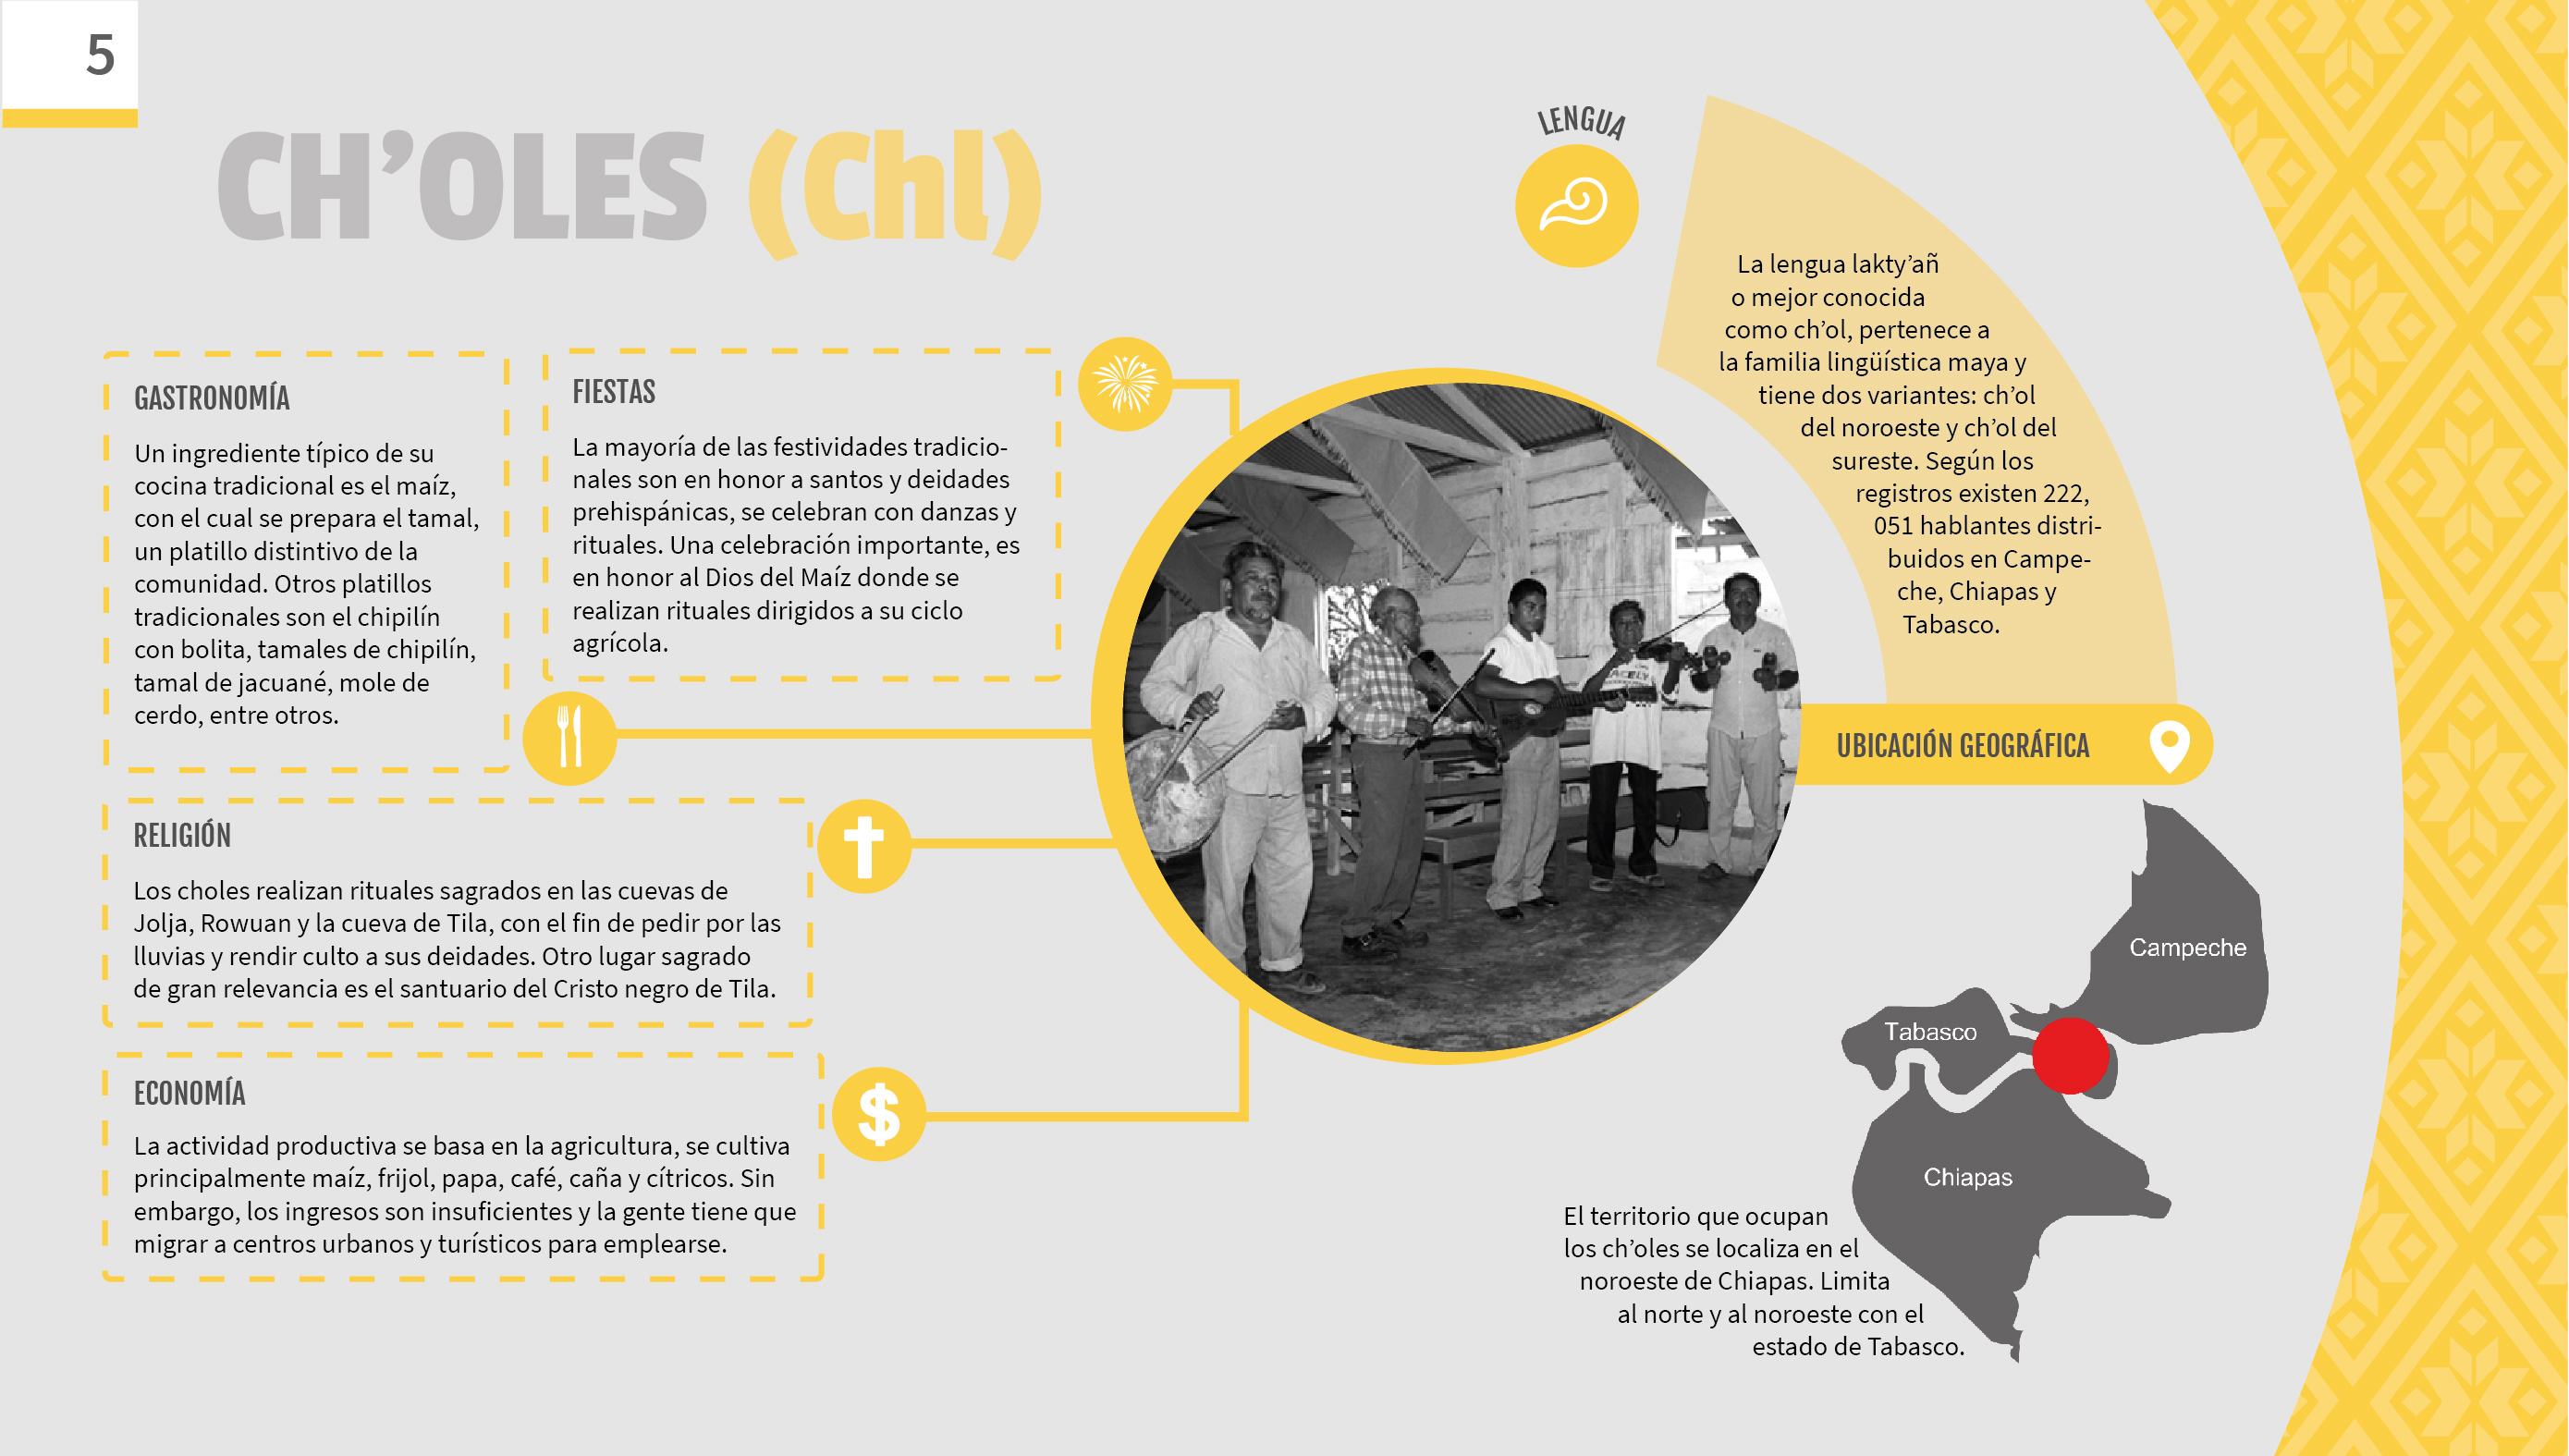 5
CH’OLES (Chl)
GASTRONOMÍA
Un ingrediente típico de su
cocina tradicional es el maíz,
con el cual se prepara el tamal,
un platillo distintivo de la
comunidad. Otros platillos
tradicionales son el chipilín
con bolita, tamales de chipilín,
tamal de jacuané, mole de
cerdo, entre otros.
FIESTAS
La mayoría de las festividades tradicio-
nales son en honor a santos y deidades
prehispánicas, se celebran con danzas y
rituales. Una celebración importante, es
en honor al Dios del Maíz donde se
realizan rituales dirigidos a su ciclo
agrícola.
RELIGIÓN
Los choles realizan rituales sagrados en las cuevas de
Jolja, Rowuan y la cueva de Tila, con el fin de pedir por las
lluvias y rendir culto a sus deidades. Otro lugar sagrado
de gran relevancia es el santuario del Cristo negro de Tila.
ECONOMÍA
La actividad productiva se basa en la agricultura, se cultiva
principalmente maíz, frijol, papa, café, caña y cítricos. Sin
embargo, los ingresos son insuficientes y la gente tiene que
migrar a centros urbanos y turísticos para emplearse.
$
LENGUA
La lengua lakty’añ
o mejor conocida
como ch’ol, pertenece a
la familia lingüística maya y
tiene dos variantes: ch’ol
del noroeste y ch’ol del
sureste. Según los
registros existen 222,
051 hablantes distri-
buidos en Campe-
che, Chiapas y
Tabasco.
UBICACIÓN GEOGRÁFICA
Campeche
Tabasco
Chiapas
El territorio que ocupan
los ch’oles se localiza en el
noroeste de Chiapas. Limita
al norte y al noroeste con el
estado de Tabasco.